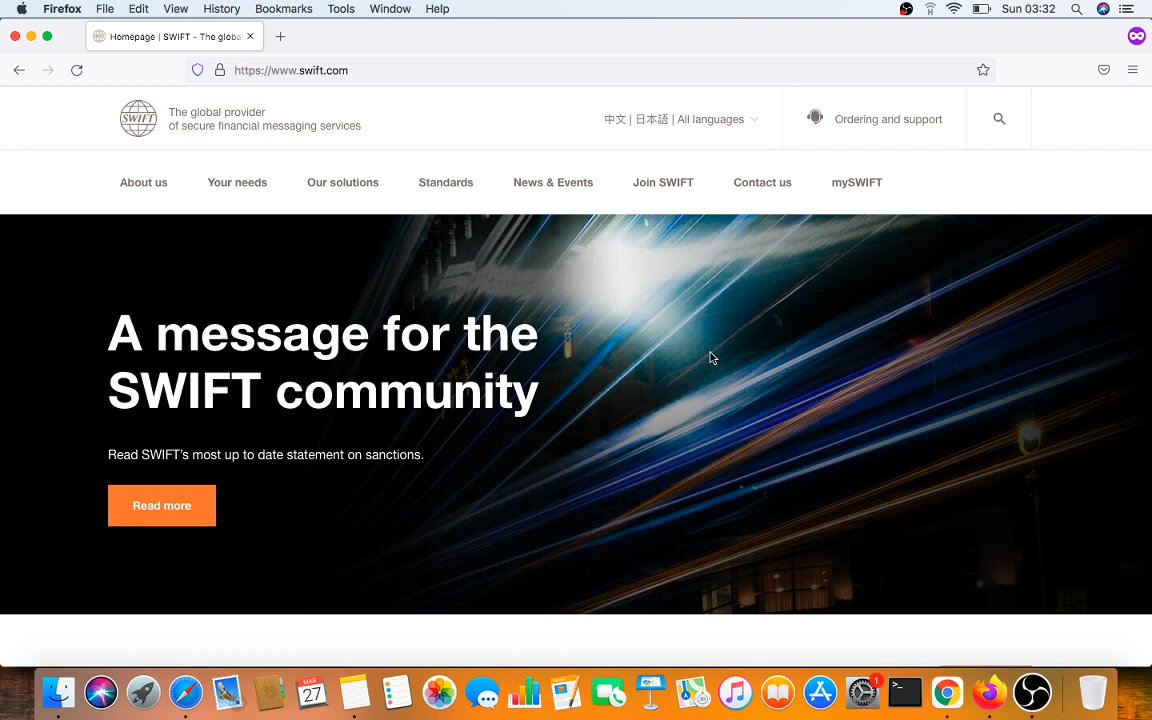 Firefox File Edit View History Bookmarks Tools Window Help Sun 03:32
Homepage | SWIFT - The globa
https://www.swift.com
SWIFT
The global provider
of secure financial messaging services
中文 | 日本語 | All languages
Ordering and support
About us Your needs Our solutions Standards News & Events Join SWIFT Contact us mySWIFT
A message for the
SWIFT community
Read SWIFT's most up to date statement on sanctions.
Read more
MAR
27
1